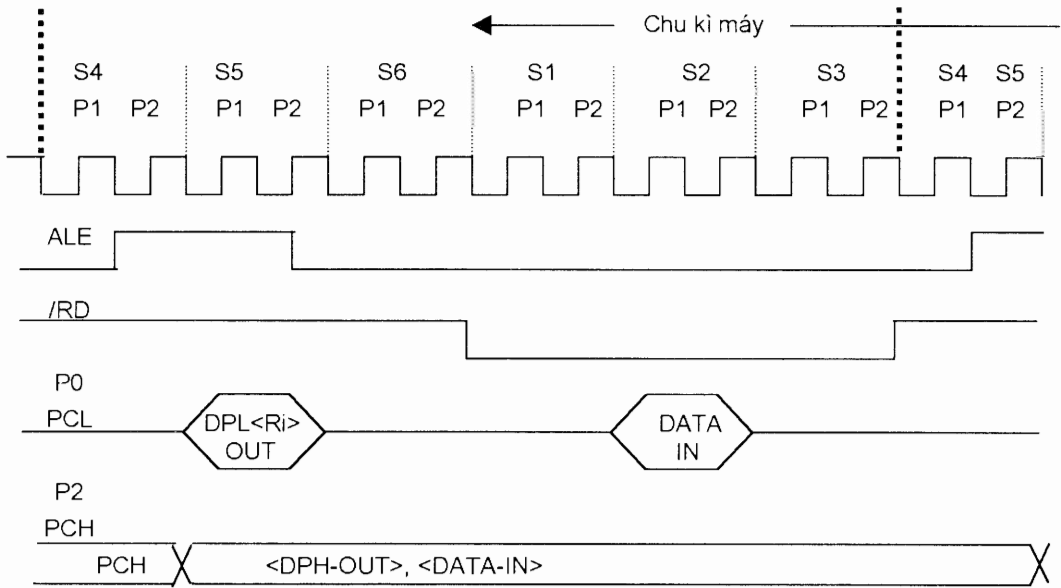 Chu kì máy
S4 S5 S6 S1 S2 S3 S4 S5
P1 P2 P1 P2 P1 P2 P1 P2 P1 P2 P1 P2 P1 P2
ALE
/RD
P0
PCL
DPL<Ri>
OUT
DATA
IN
P2
PCH
PCH <DPH-OUT>, <DATA-IN>